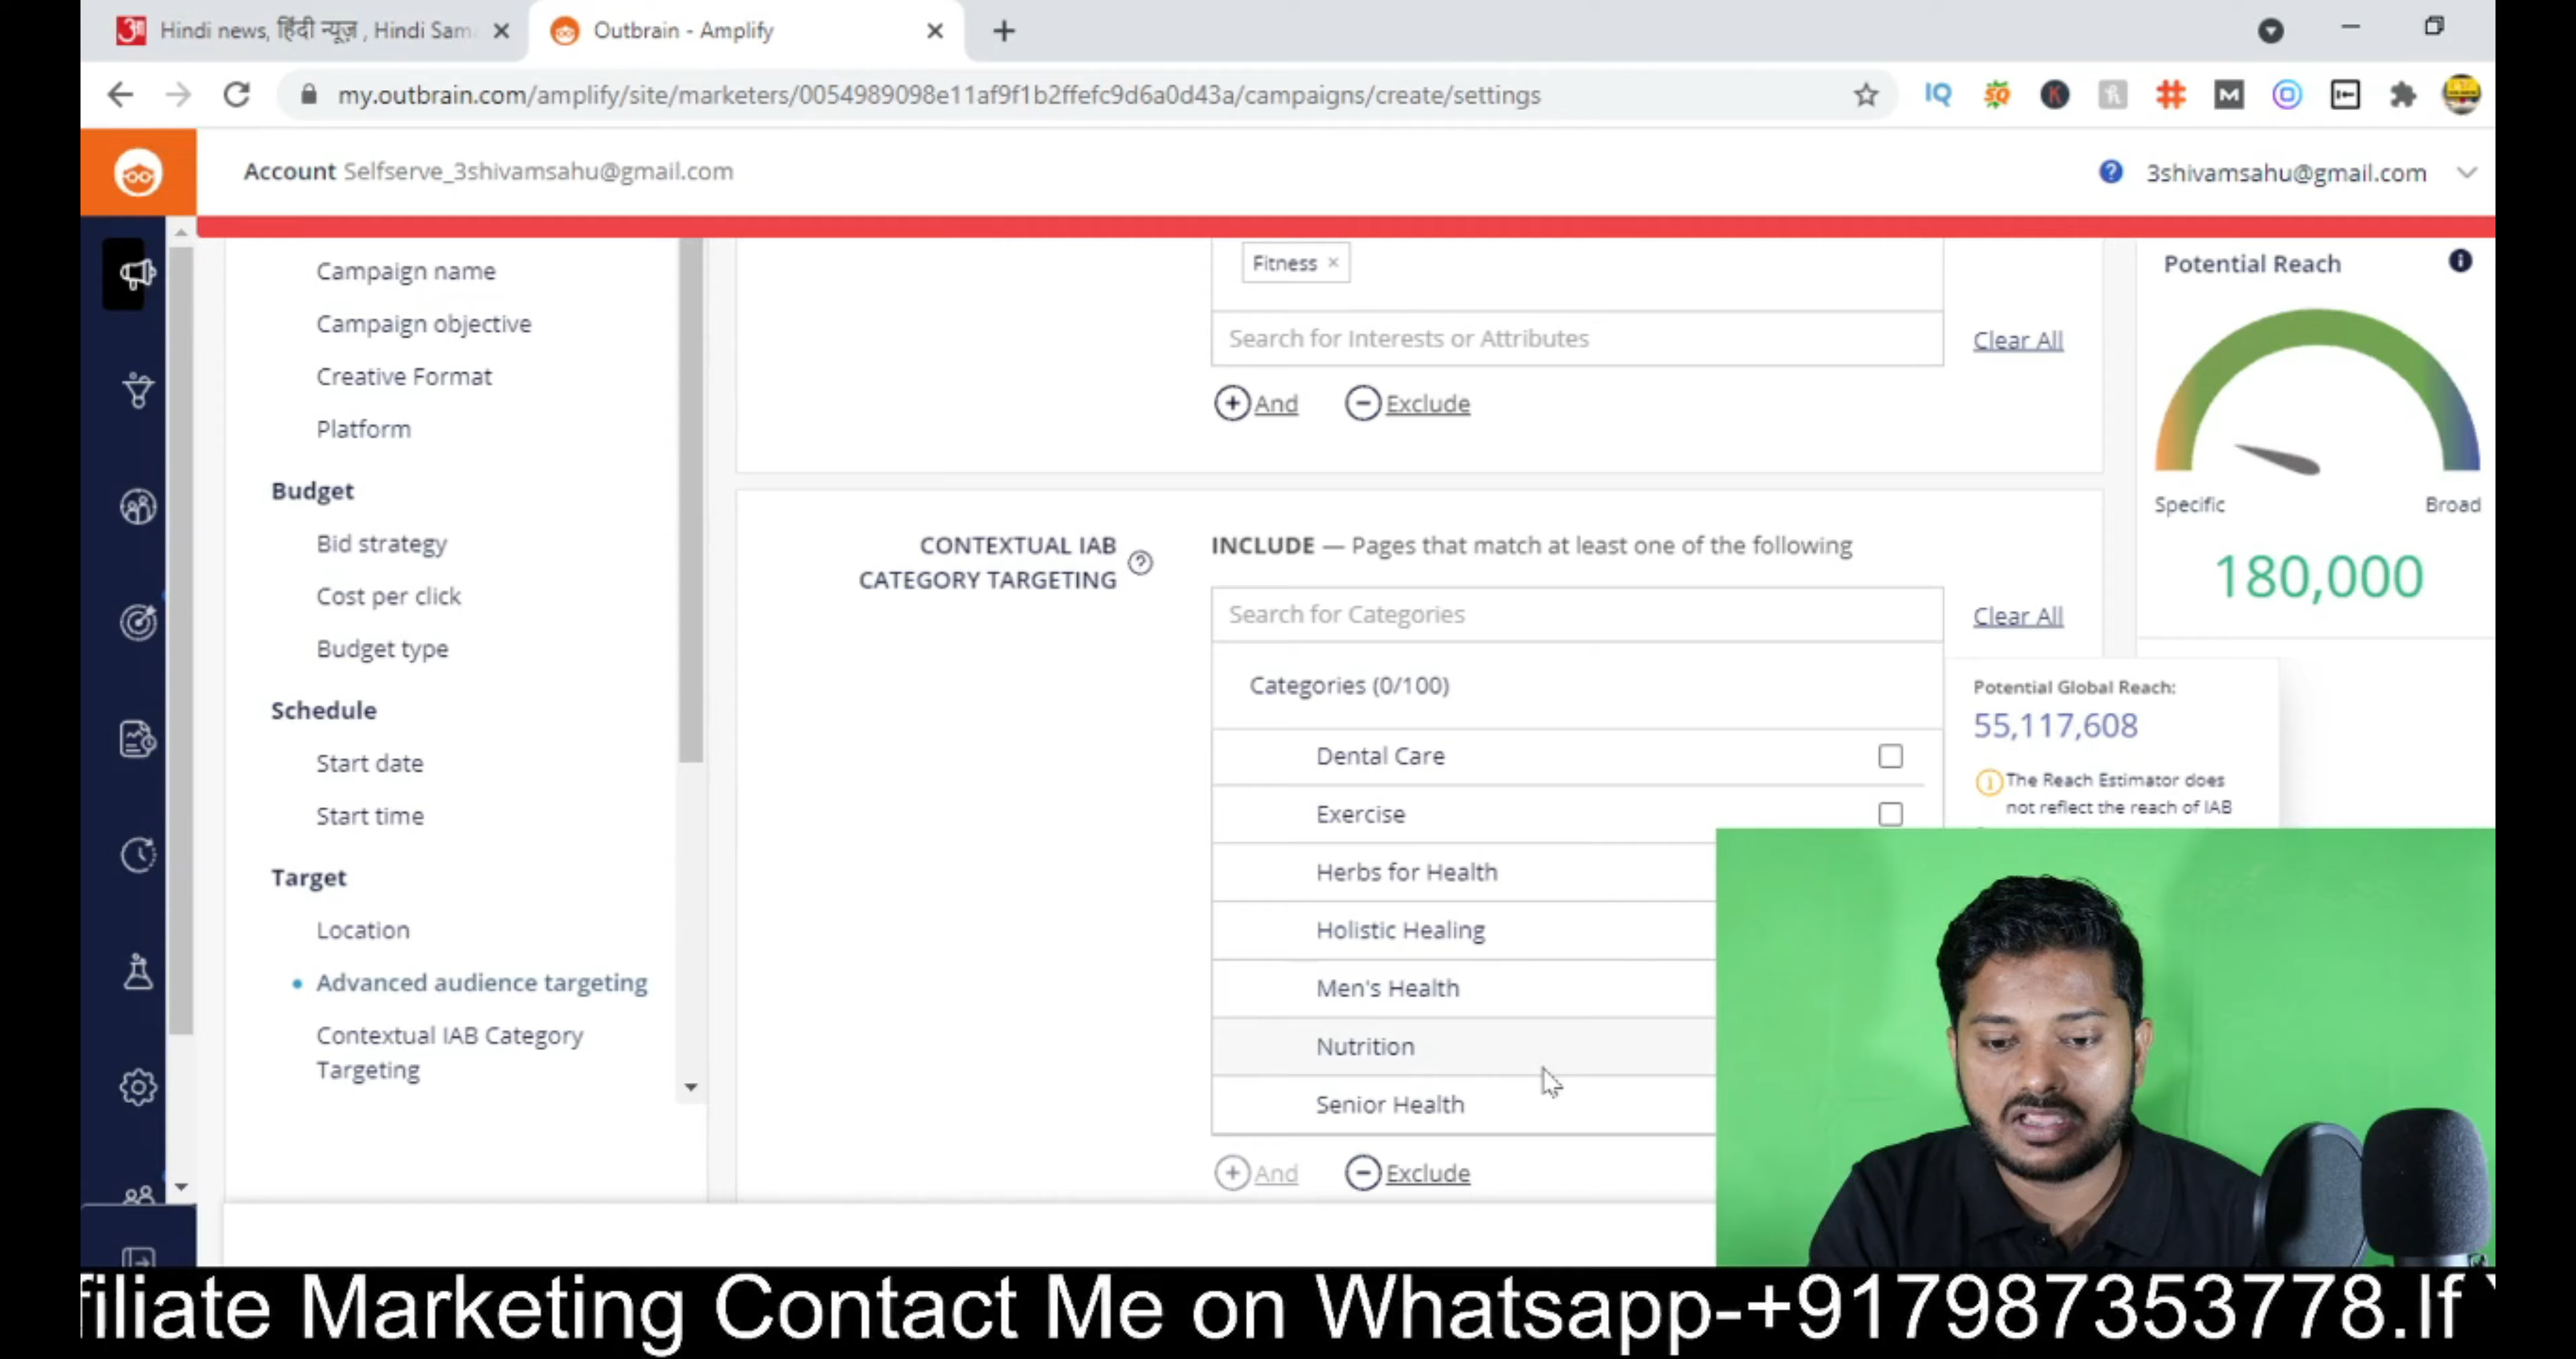 Hindi news, हिंदी न्यूज़ , Hindi Sam
Outbrain - Amplify
my.outbrain.com/amplify/site/marketers/0054989098e11af9f1b2ffefc9d6a0d43a/campaigns/create/settings
Account Selfserve_3shivamsahu@gmail.com
3shivamsahu@gmail.com
Campaign name
Campaign objective
Creative Format
Platform
Budget
Bid strategy
Cost per click
Budget type
Schedule
Start date
Start time
Target
Location
Advanced audience targeting
Contextual IAB Category
Targeting
Fitness ×
Search for Interests or Attributes
Clear All
And
Exclude
CONTEXTUAL IAB
CATEGORY TARGETING
INCLUDE — Pages that match at least one of the following
Search for Categories
Clear All
Categories (0/100)
Dental Care
Exercise
Herbs for Health
Holistic Healing
Men's Health
Nutrition
Senior Health
And
Exclude
Potential Reach
Specific
Broad
180,000
Potential Global Reach:
55,117,608
The Reach Estimator does
not reflect the reach of IAB
filiate Marketing Contact Me on Whatsapp-+917987353778.If